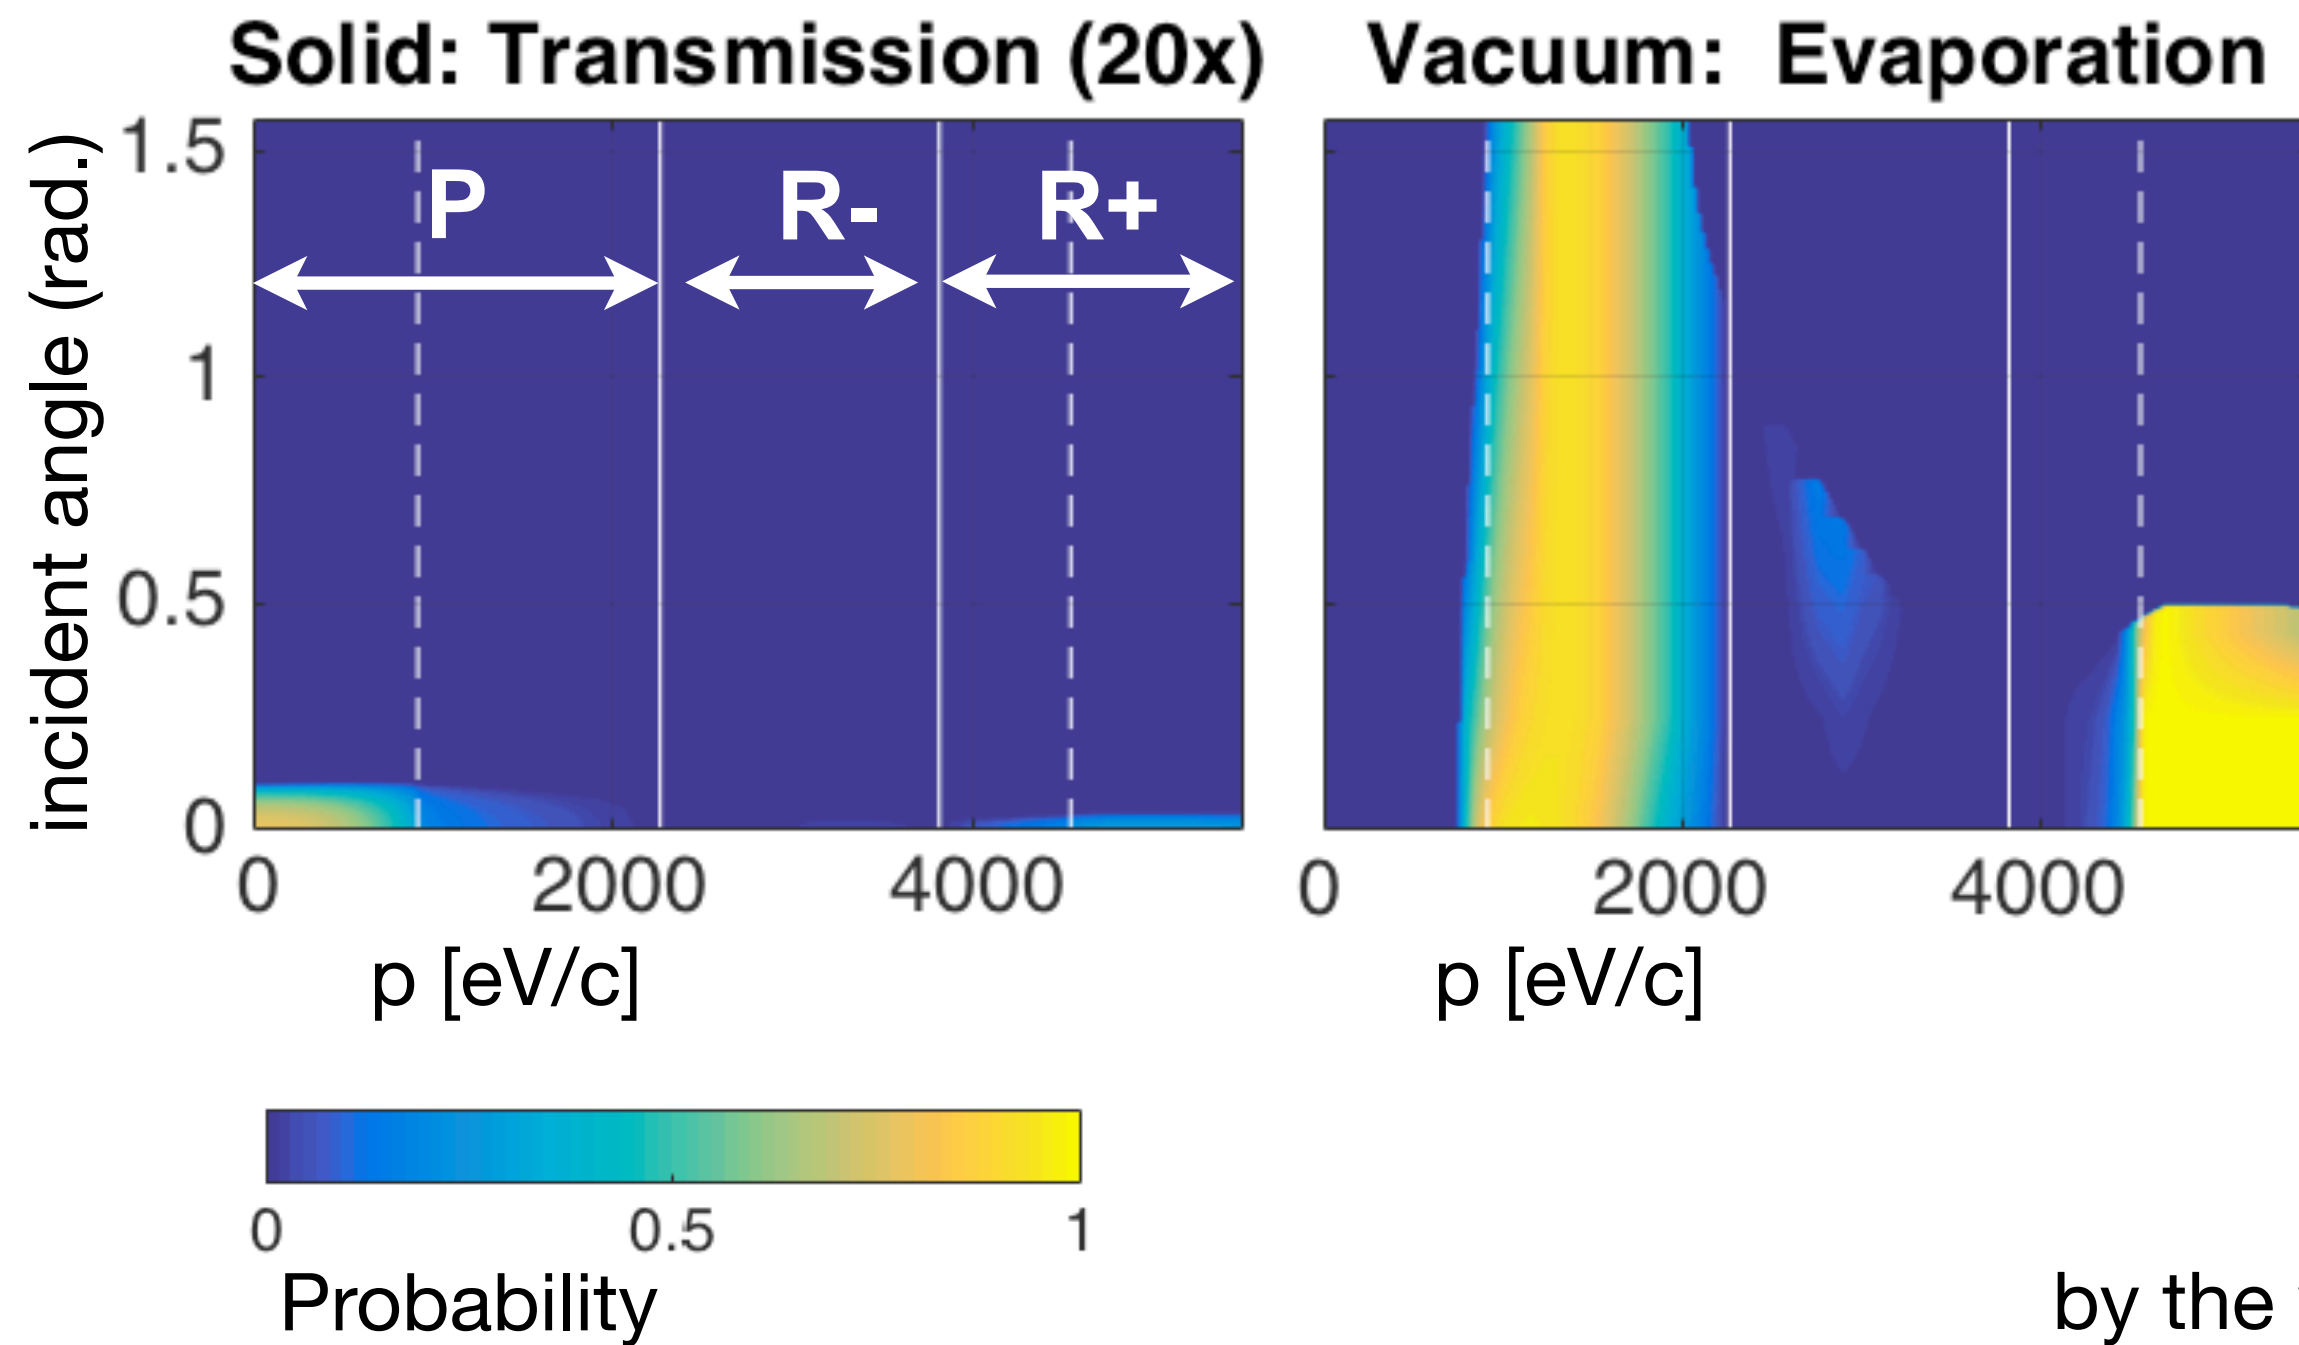 Solid: Transmission (20x)
Vacuum: Evaporation
incident angle (rad.)
1.5
1
0.5
0
P
R-
R+
0
2000
4000
p [eV/c]
0
2000
4000
p [eV/c]
0
0.5
1
Probability
by the